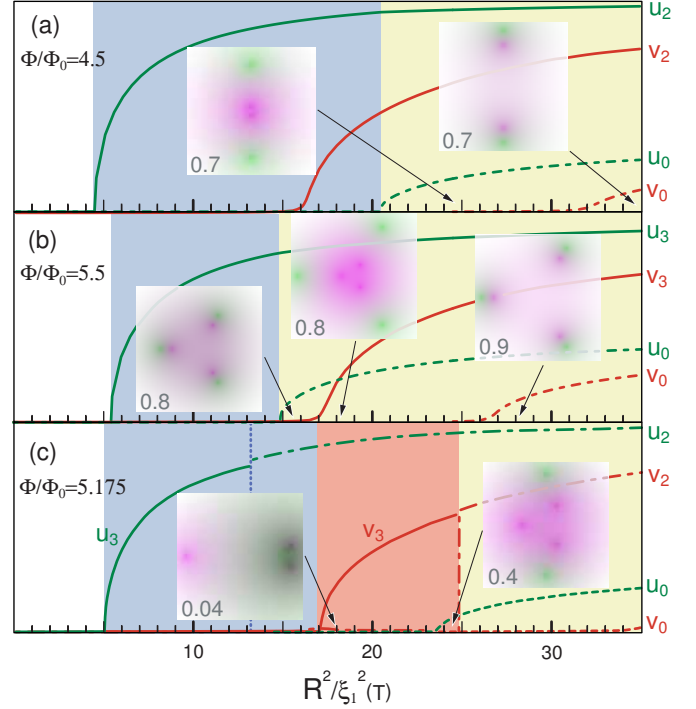 (a)
Φ/Φ₀=4.5
0.7
0.7
u₂
v₂
u₀
v₀
(b)
Φ/Φ₀=5.5
0.8
0.8
0.9
u₃
v₃
u₀
v₀
(c)
Φ/Φ₀=5.175
u₃
0.04
v₃
0.4
u₂
v₂
u₀
v₀
10 20 30
R²/ξ₁²(T)